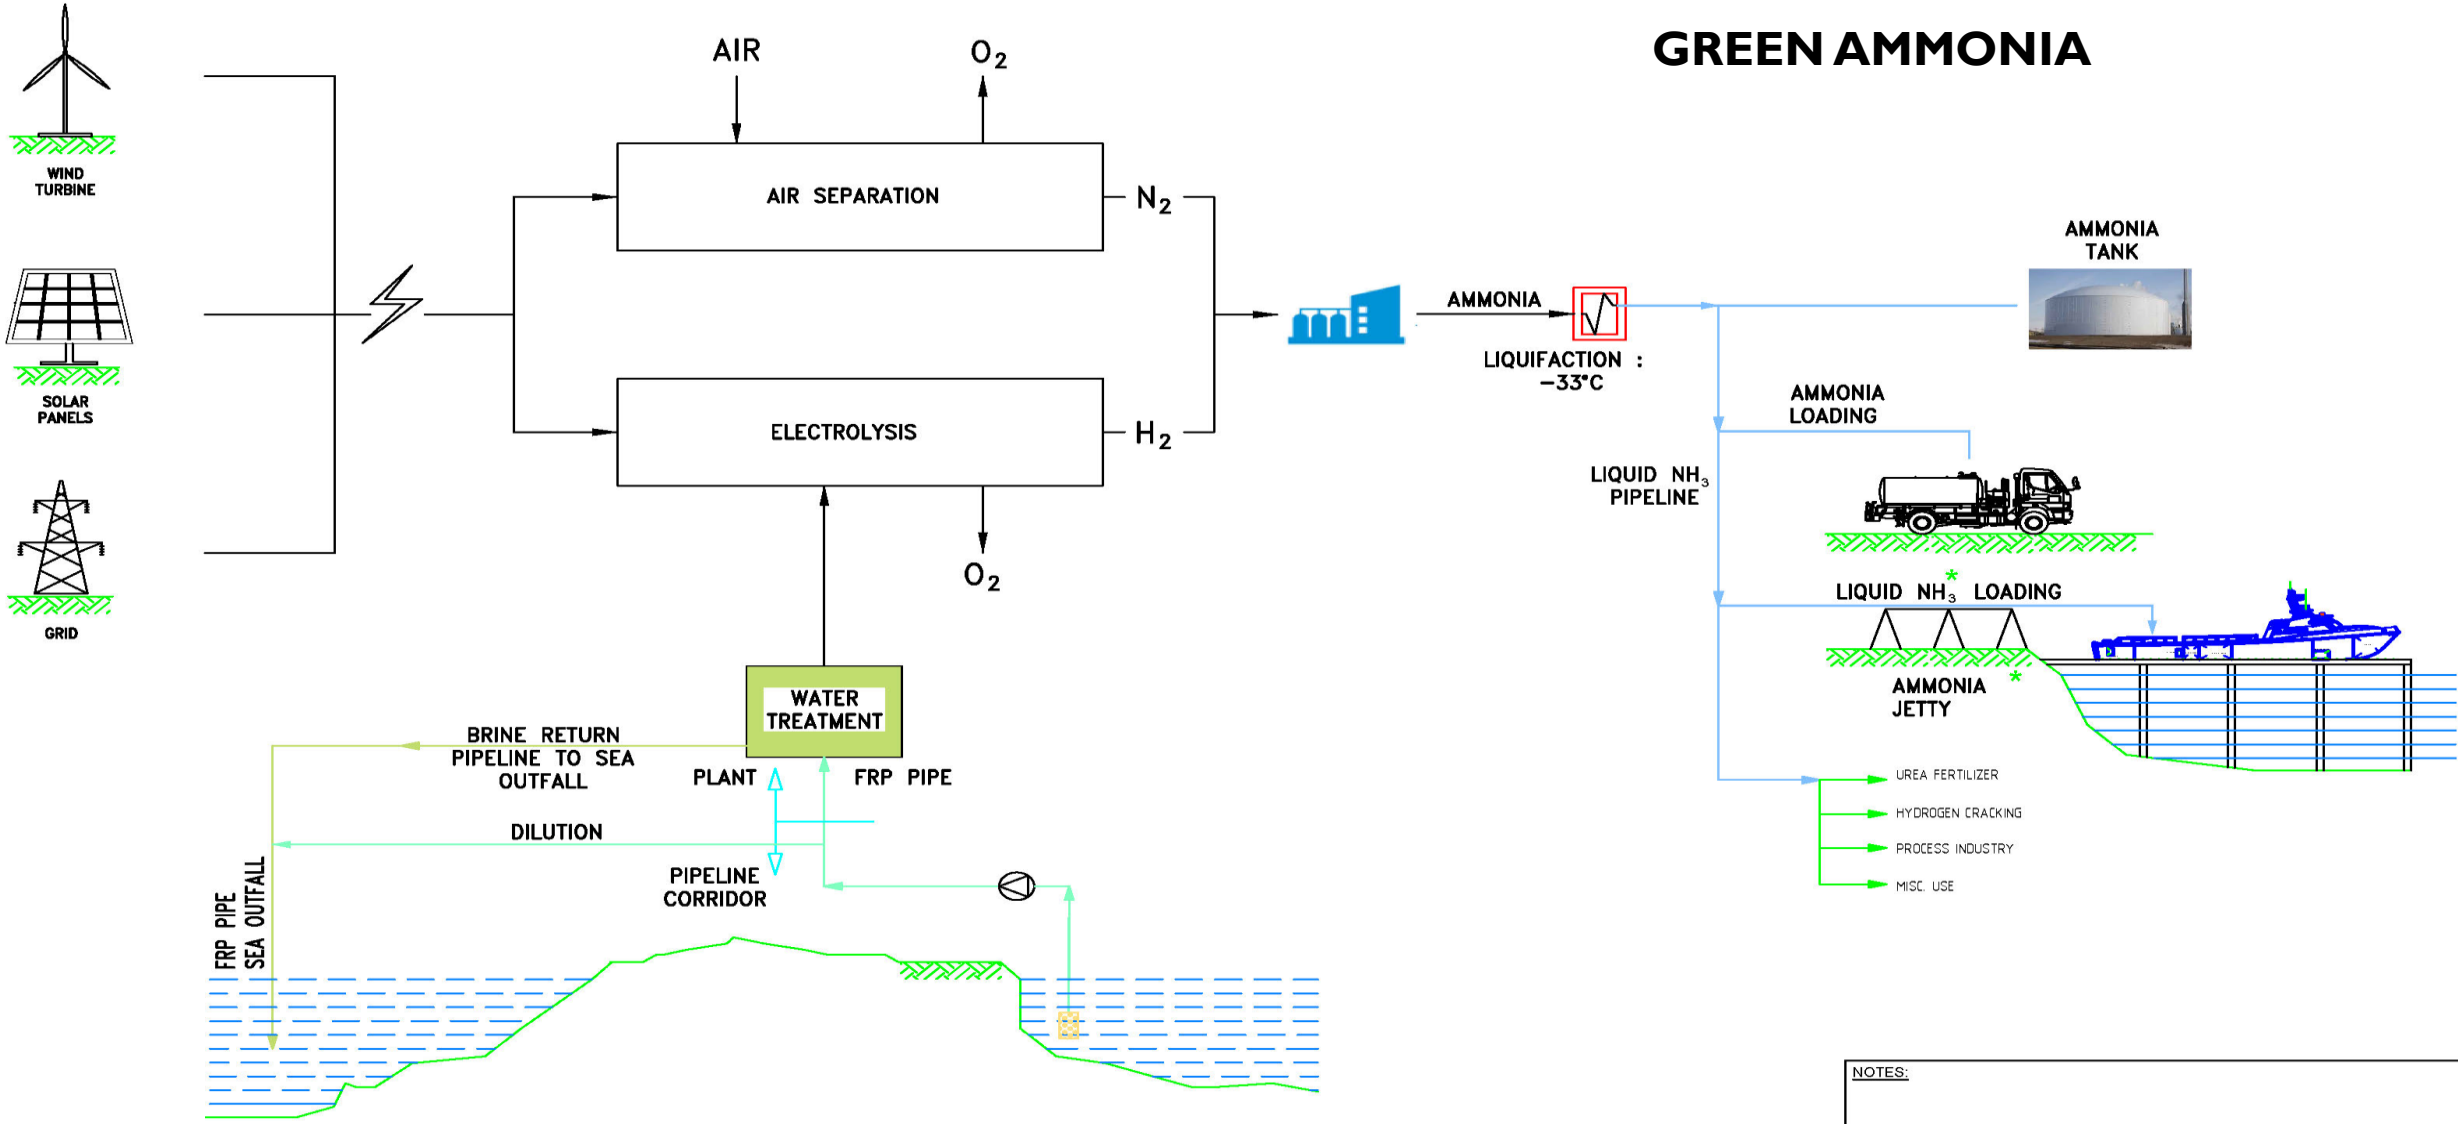 GREEN AMMONIA
WIND
TURBINE
SOLAR
PANELS
GRID
AIR
O₂
AIR SEPARATION
N₂
ELECTROLYSIS
H₂
O₂
WATER
TREATMENT
BRINE RETURN
PIPELINE TO SEA
OUTFALL
PLANT
FRP PIPE
DILUTION
PIPELINE
CORRIDOR
FRP PIPE
SEA OUTFALL
AMMONIA
LIQUIFACTION :
-33°C
AMMONIA
TANK
AMMONIA
LOADING
LIQUID NH₃
PIPELINE
*
LIQUID NH₃ LOADING
AMMONIA *
JETTY
UREA FERTILIZER
HYDROGEN CRACKING
PROCESS INDUSTRY
MISC. USE
NOTES: